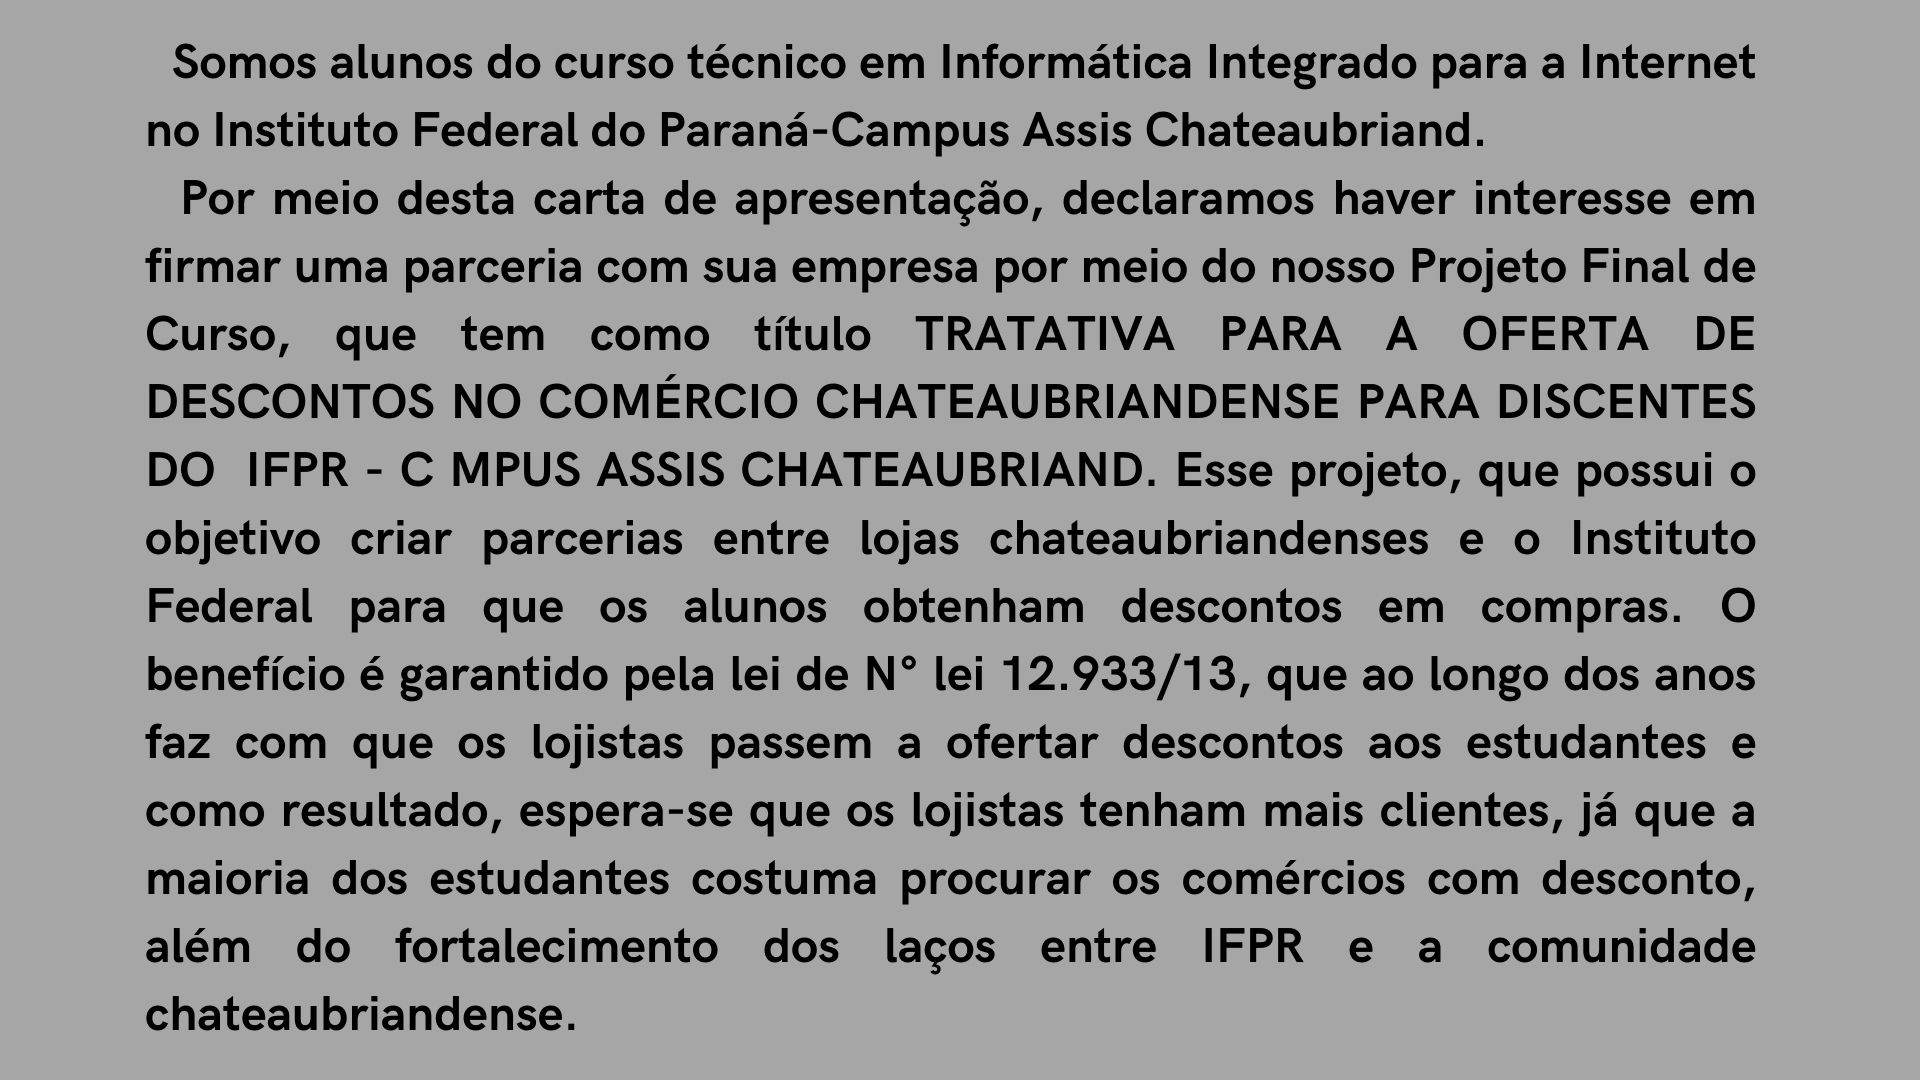 Somos alunos do curso técnico em Informática Integrado para a Internet
no Instituto Federal do Paraná-Campus Assis Chateaubriand.
Por meio desta carta de apresentação, declaramos haver interesse em
firmar uma parceria com sua empresa por meio do nosso Projeto Final de
Curso, que tem como título TRATATIVA PARA A OFERTA DE
DESCONTOS NO COMÉRCIO CHATEAUBRIANDENSE PARA DISCENTES
DO IFPR - C MPUS ASSIS CHATEAUBRIAND. Esse projeto, que possui o
objetivo criar parcerias entre lojas chateaubriandenses e o Instituto
Federal para que os alunos obtenham descontos em compras. O
benefício é garantido pela lei de N° lei 12.933/13, que ao longo dos anos
faz com que os lojistas passem a ofertar descontos aos estudantes e
como resultado, espera-se que os lojistas tenham mais clientes, já que a
maioria dos estudantes costuma procurar os comércios com desconto,
além do fortalecimento dos laços entre IFPR e a comunidade
chateaubriandense.